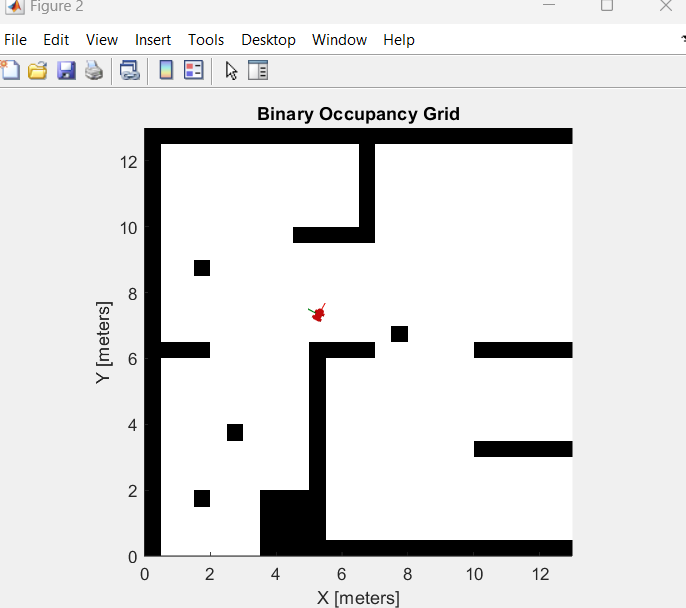 Figure 2
File Edit View Insert Tools Desktop Window Help
Binary Occupancy Grid
12
10
8
6
4
2
0
Y [meters]
0 2 4 6 8 10 12
X [meters]